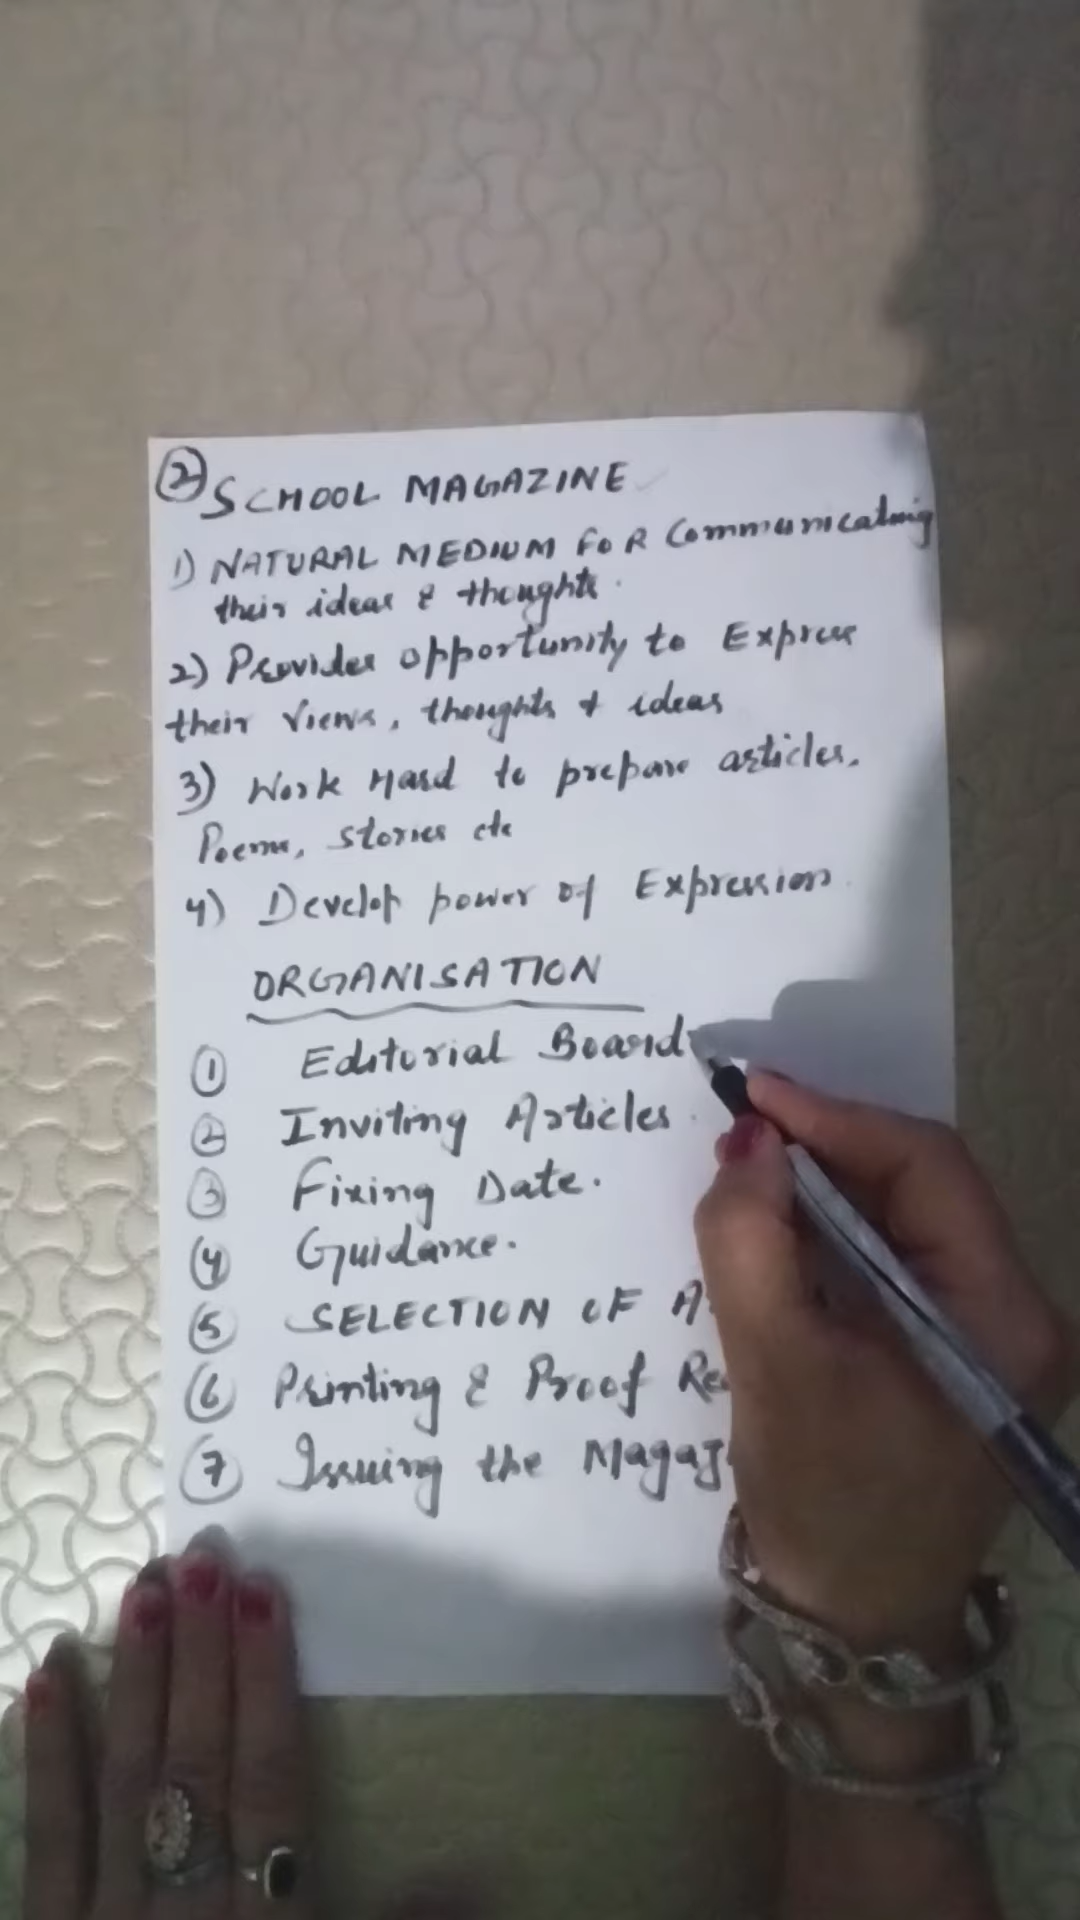 2 SCHOOL MAGAZINE
1) NATURAL MEDIUM FOR Communicating
their ideas & thoughts.
2) Provides opportunity to Express
their views, thoughts & ideas
3) Work Hard to prepare articles,
Poems, stories etc
4) Develop power of Expression.
ORGANISATION
1 Editorial Board
2 Inviting Articles.
3 Fixing Date.
4 Guidance.
5 SELECTION OF
6 Printing & Proof
7 Issuing the